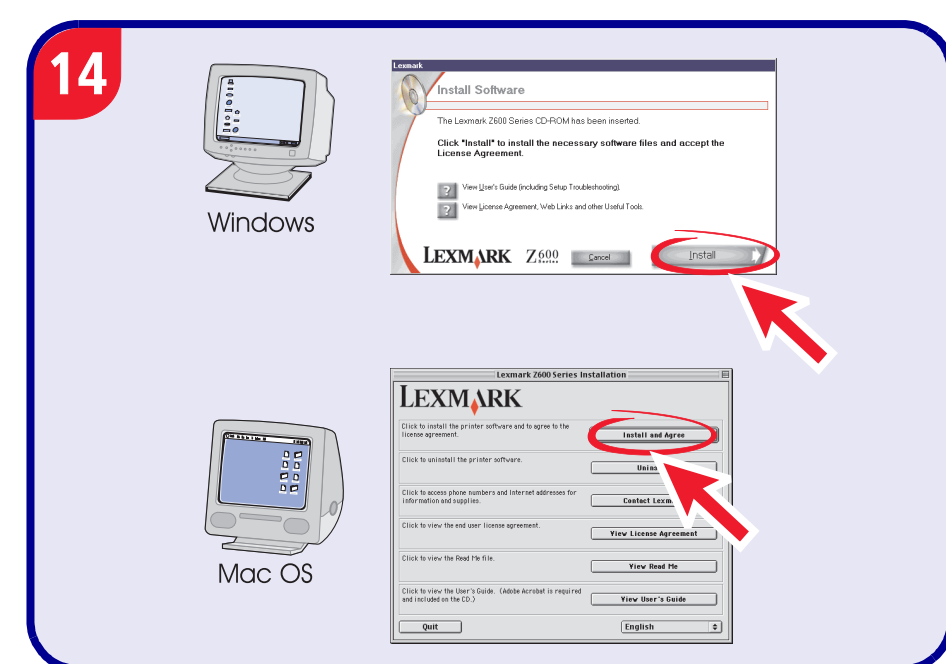 14
Windows
Lexmark
Install Software
The Lexmark Z600 Series CD-ROM has been inserted.
Click "Install" to install the necessary software files and accept the
License Agreement.
View User's Guide (including Setup Troubleshooting).
View License Agreement, Web Links and other Useful Tools.
LEXMARK Z600
Cancel
Install
Mac OS
Lexmark Z600 Series Installation
LEXMARK
Click to install the printer software and to agree to the
license agreement.
Install and Agree
Click to uninstall the printer software.
Click to access phone numbers and Internet addresses for
information and supplies.
Contact
Click to view the end user license agreement.
View License Agreement
Click to view the Read Me file.
View Read Me
Click to view the User's Guide. (Adobe Acrobat is required
and included on the CD.)
View User's Guide
Quit
English